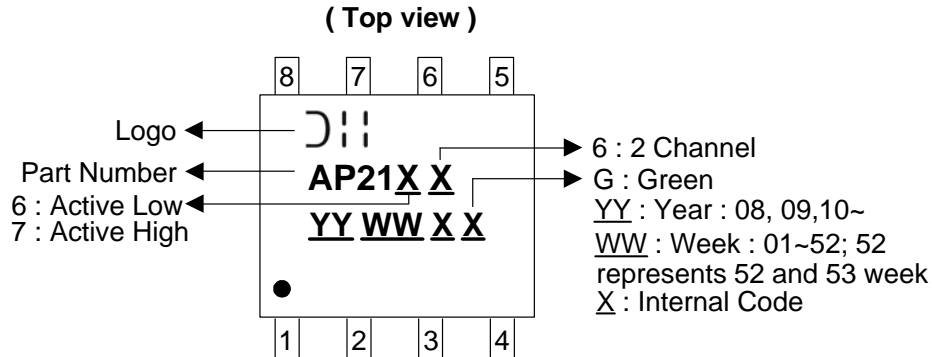 ( Top view )
8 7 6 5
Logo
Part Number
6 : Active Low
7 : Active High
AP21X X
YY WW X X
6 : 2 Channel
G : Green
YY : Year : 08, 09,10~
WW : Week : 01~52; 52
represents 52 and 53 week
X : Internal Code
1 2 3 4